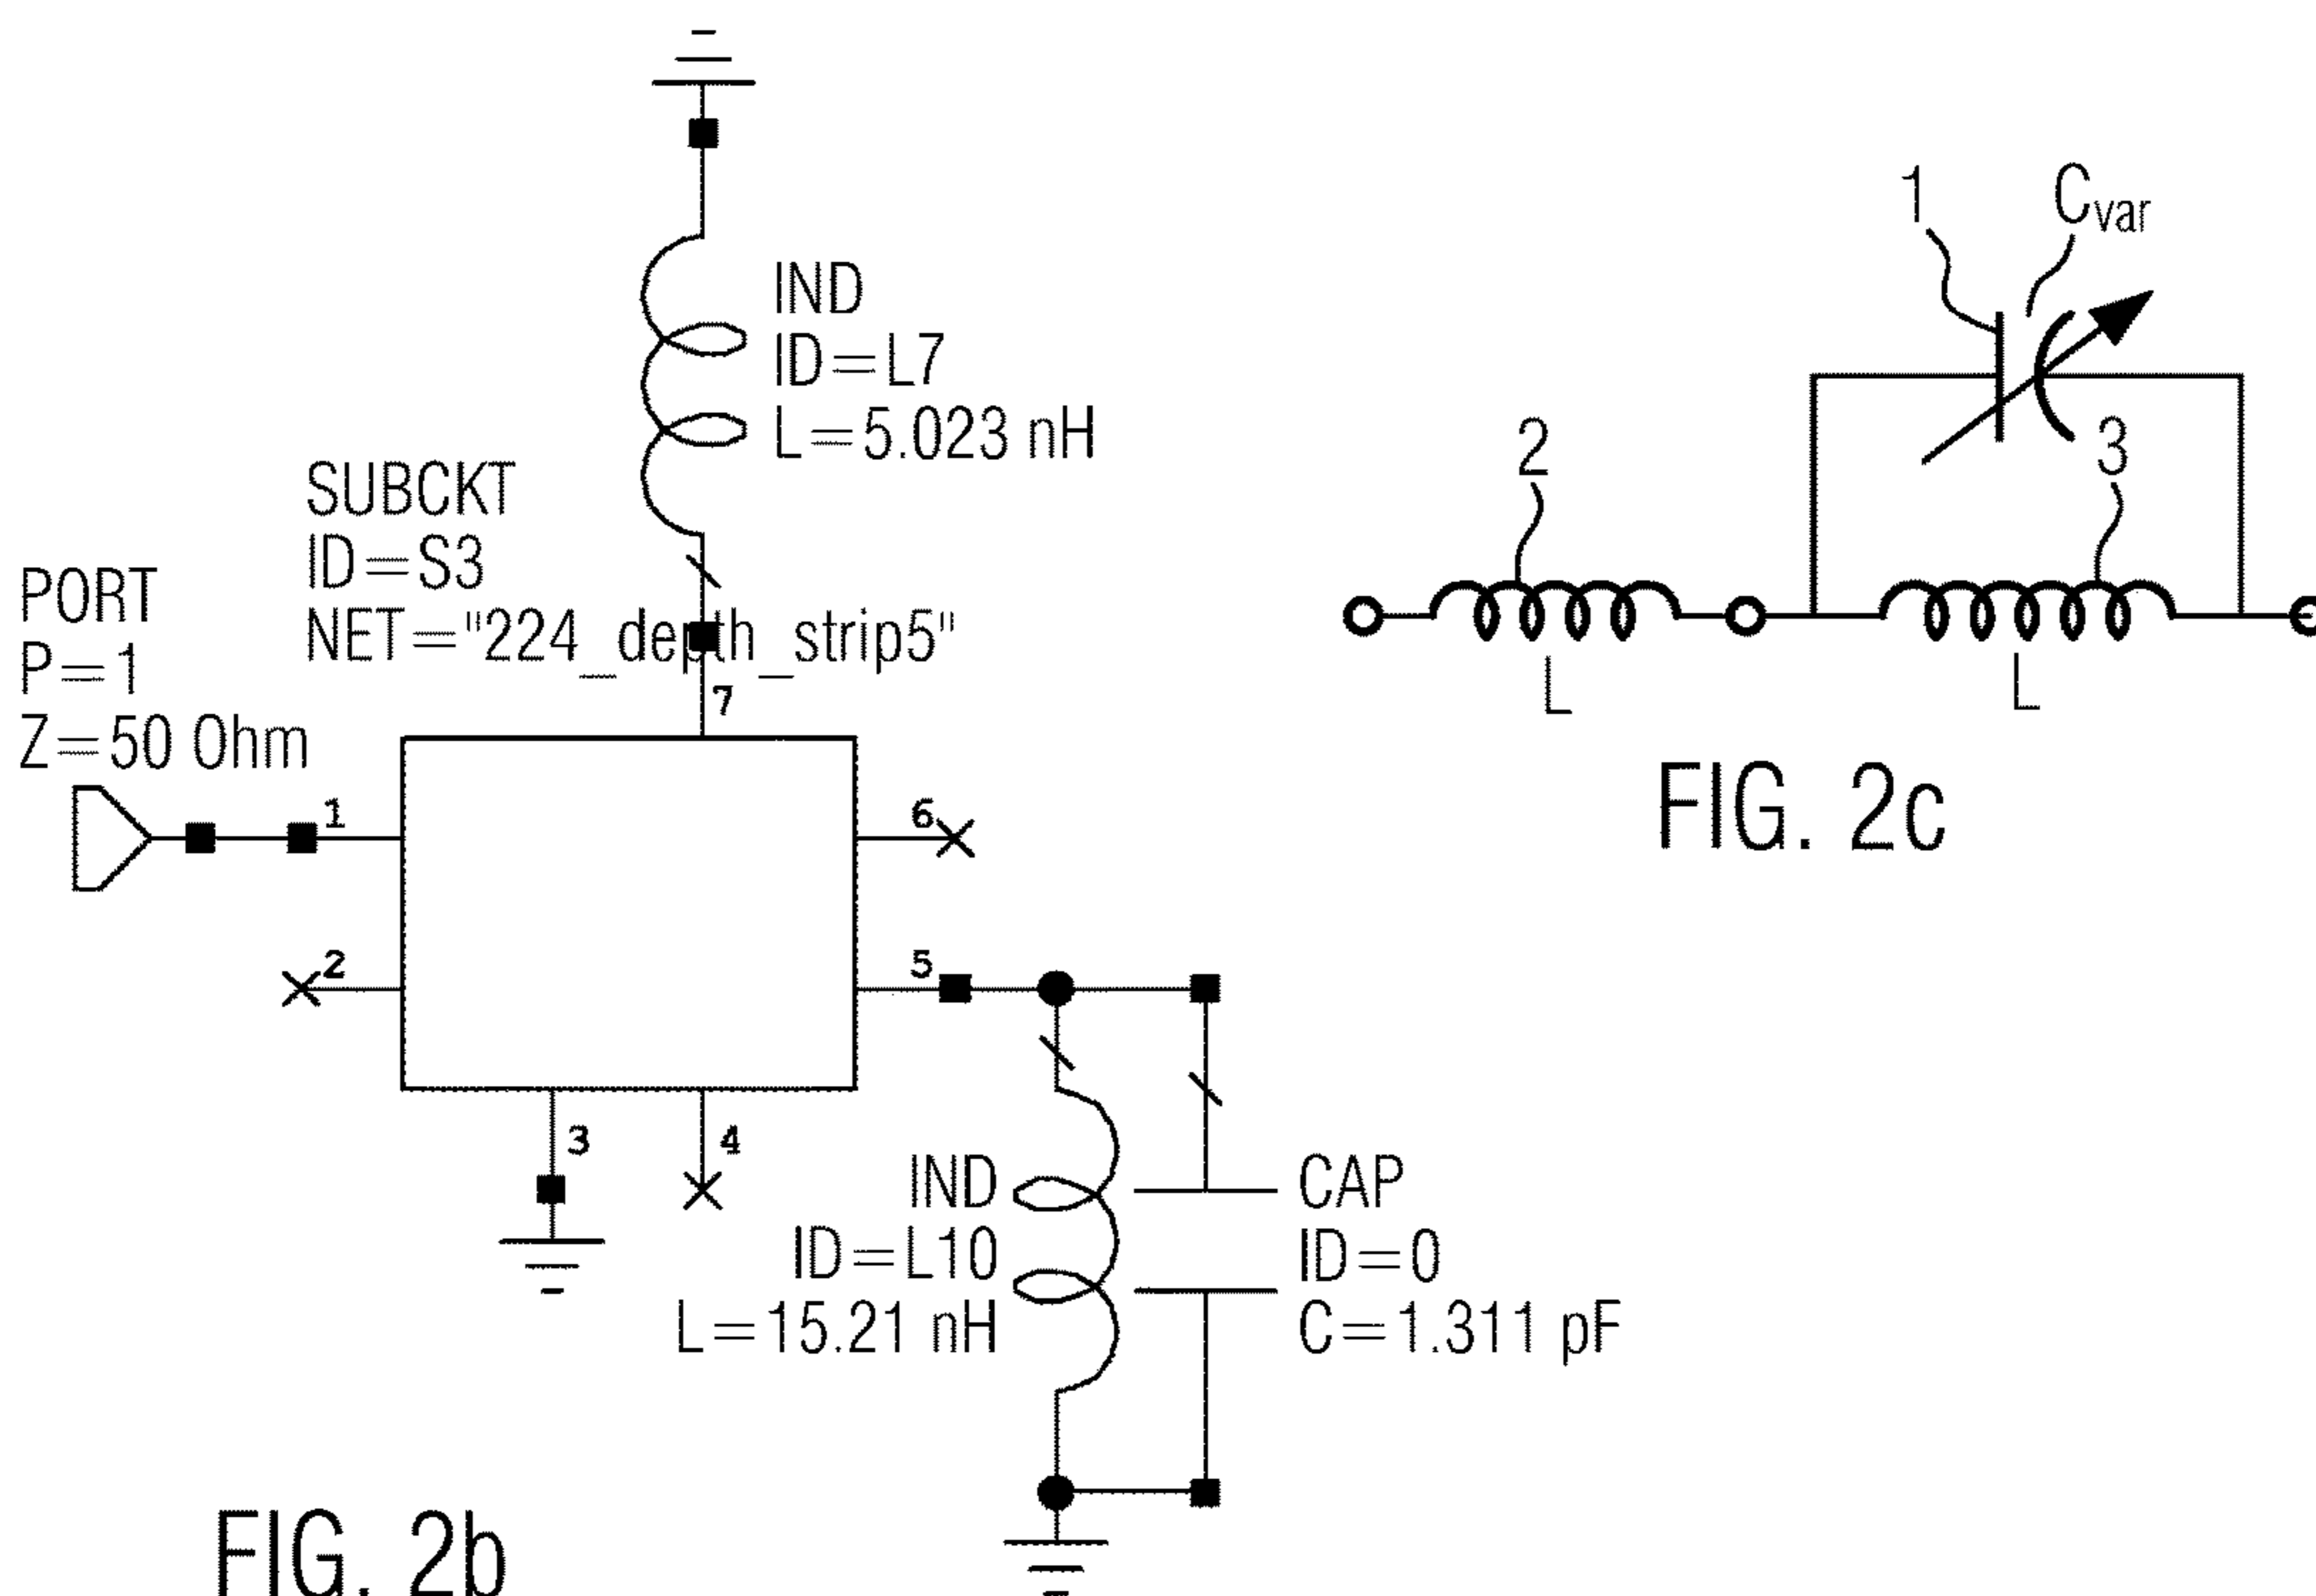 IND
ID=L7
L=5.023 nH
SUBCKT
ID=S3
NET="224_depth_strip5"
PORT
P=1
Z=50 Ohm
7
1
6
2
5
3
4
IND
ID=L10
L=15.21 nH
CAP
ID=0
C=1.311 pF
FIG. 2b
1
Cvar
2
3
L
L
FIG. 2c